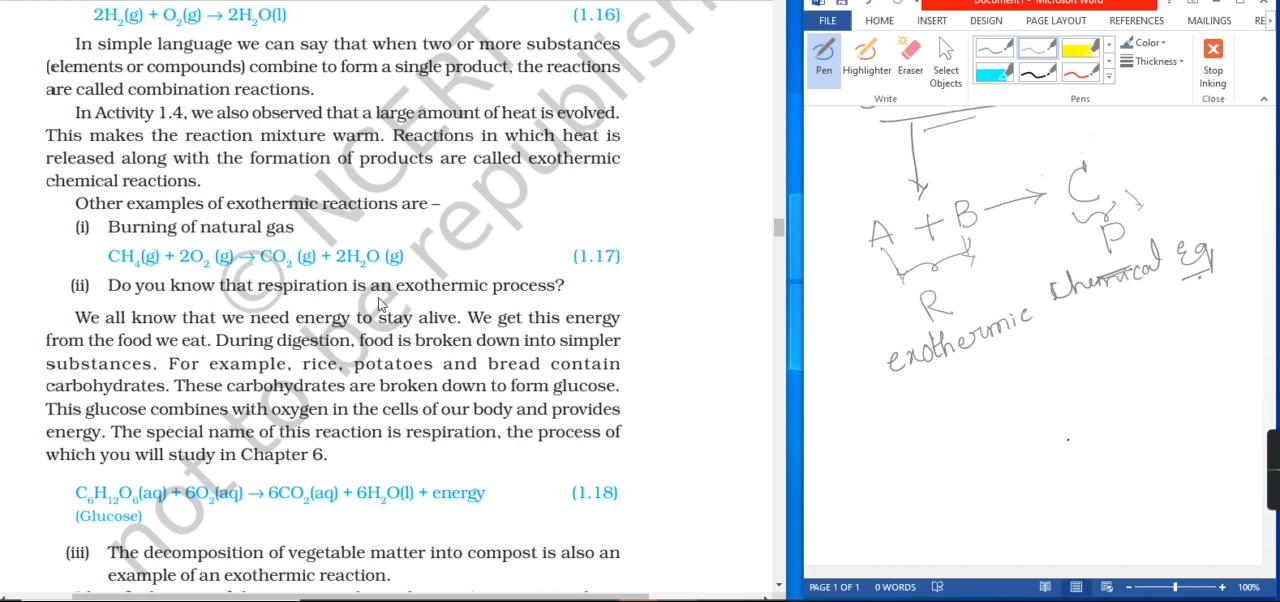 2H₂(g) + O₂(g) → 2H₂O(l) (1.16)
In simple language we can say that when two or more substances
(elements or compounds) combine to form a single product, the reactions
are called combination reactions.
In Activity 1.4, we also observed that a large amount of heat is evolved.
This makes the reaction mixture warm. Reactions in which heat is
released along with the formation of products are called exothermic
chemical reactions.
Other examples of exothermic reactions are –
(i) Burning of natural gas
CH₄(g) + 2O₂ (g) → CO₂ (g) + 2H₂O (g) (1.17)
(ii) Do you know that respiration is an exothermic process?
We all know that we need energy to stay alive. We get this energy
from the food we eat. During digestion, food is broken down into simpler
substances. For example, rice, potatoes and bread contain
carbohydrates. These carbohydrates are broken down to form glucose.
This glucose combines with oxygen in the cells of our body and provides
energy. The special name of this reaction is respiration, the process of
which you will study in Chapter 6.
C₆H₁₂O₆(aq) + 6O₂(aq) → 6CO₂(aq) + 6H₂O(l) + energy (1.18)
(Glucose)
(iii) The decomposition of vegetable matter into compost is also an
example of an exothermic reaction.
© NCERT
not to be republish
Document1 - Microsoft Word
FILE HOME INSERT DESIGN PAGE LAYOUT REFERENCES MAILINGS RE
Pen Highlighter Eraser Select Objects
Color
Thickness
Stop Inking
Write Pens Close
A + B → C
R P
exothermic chemical Eq
PAGE 1 OF 1 0 WORDS 100%